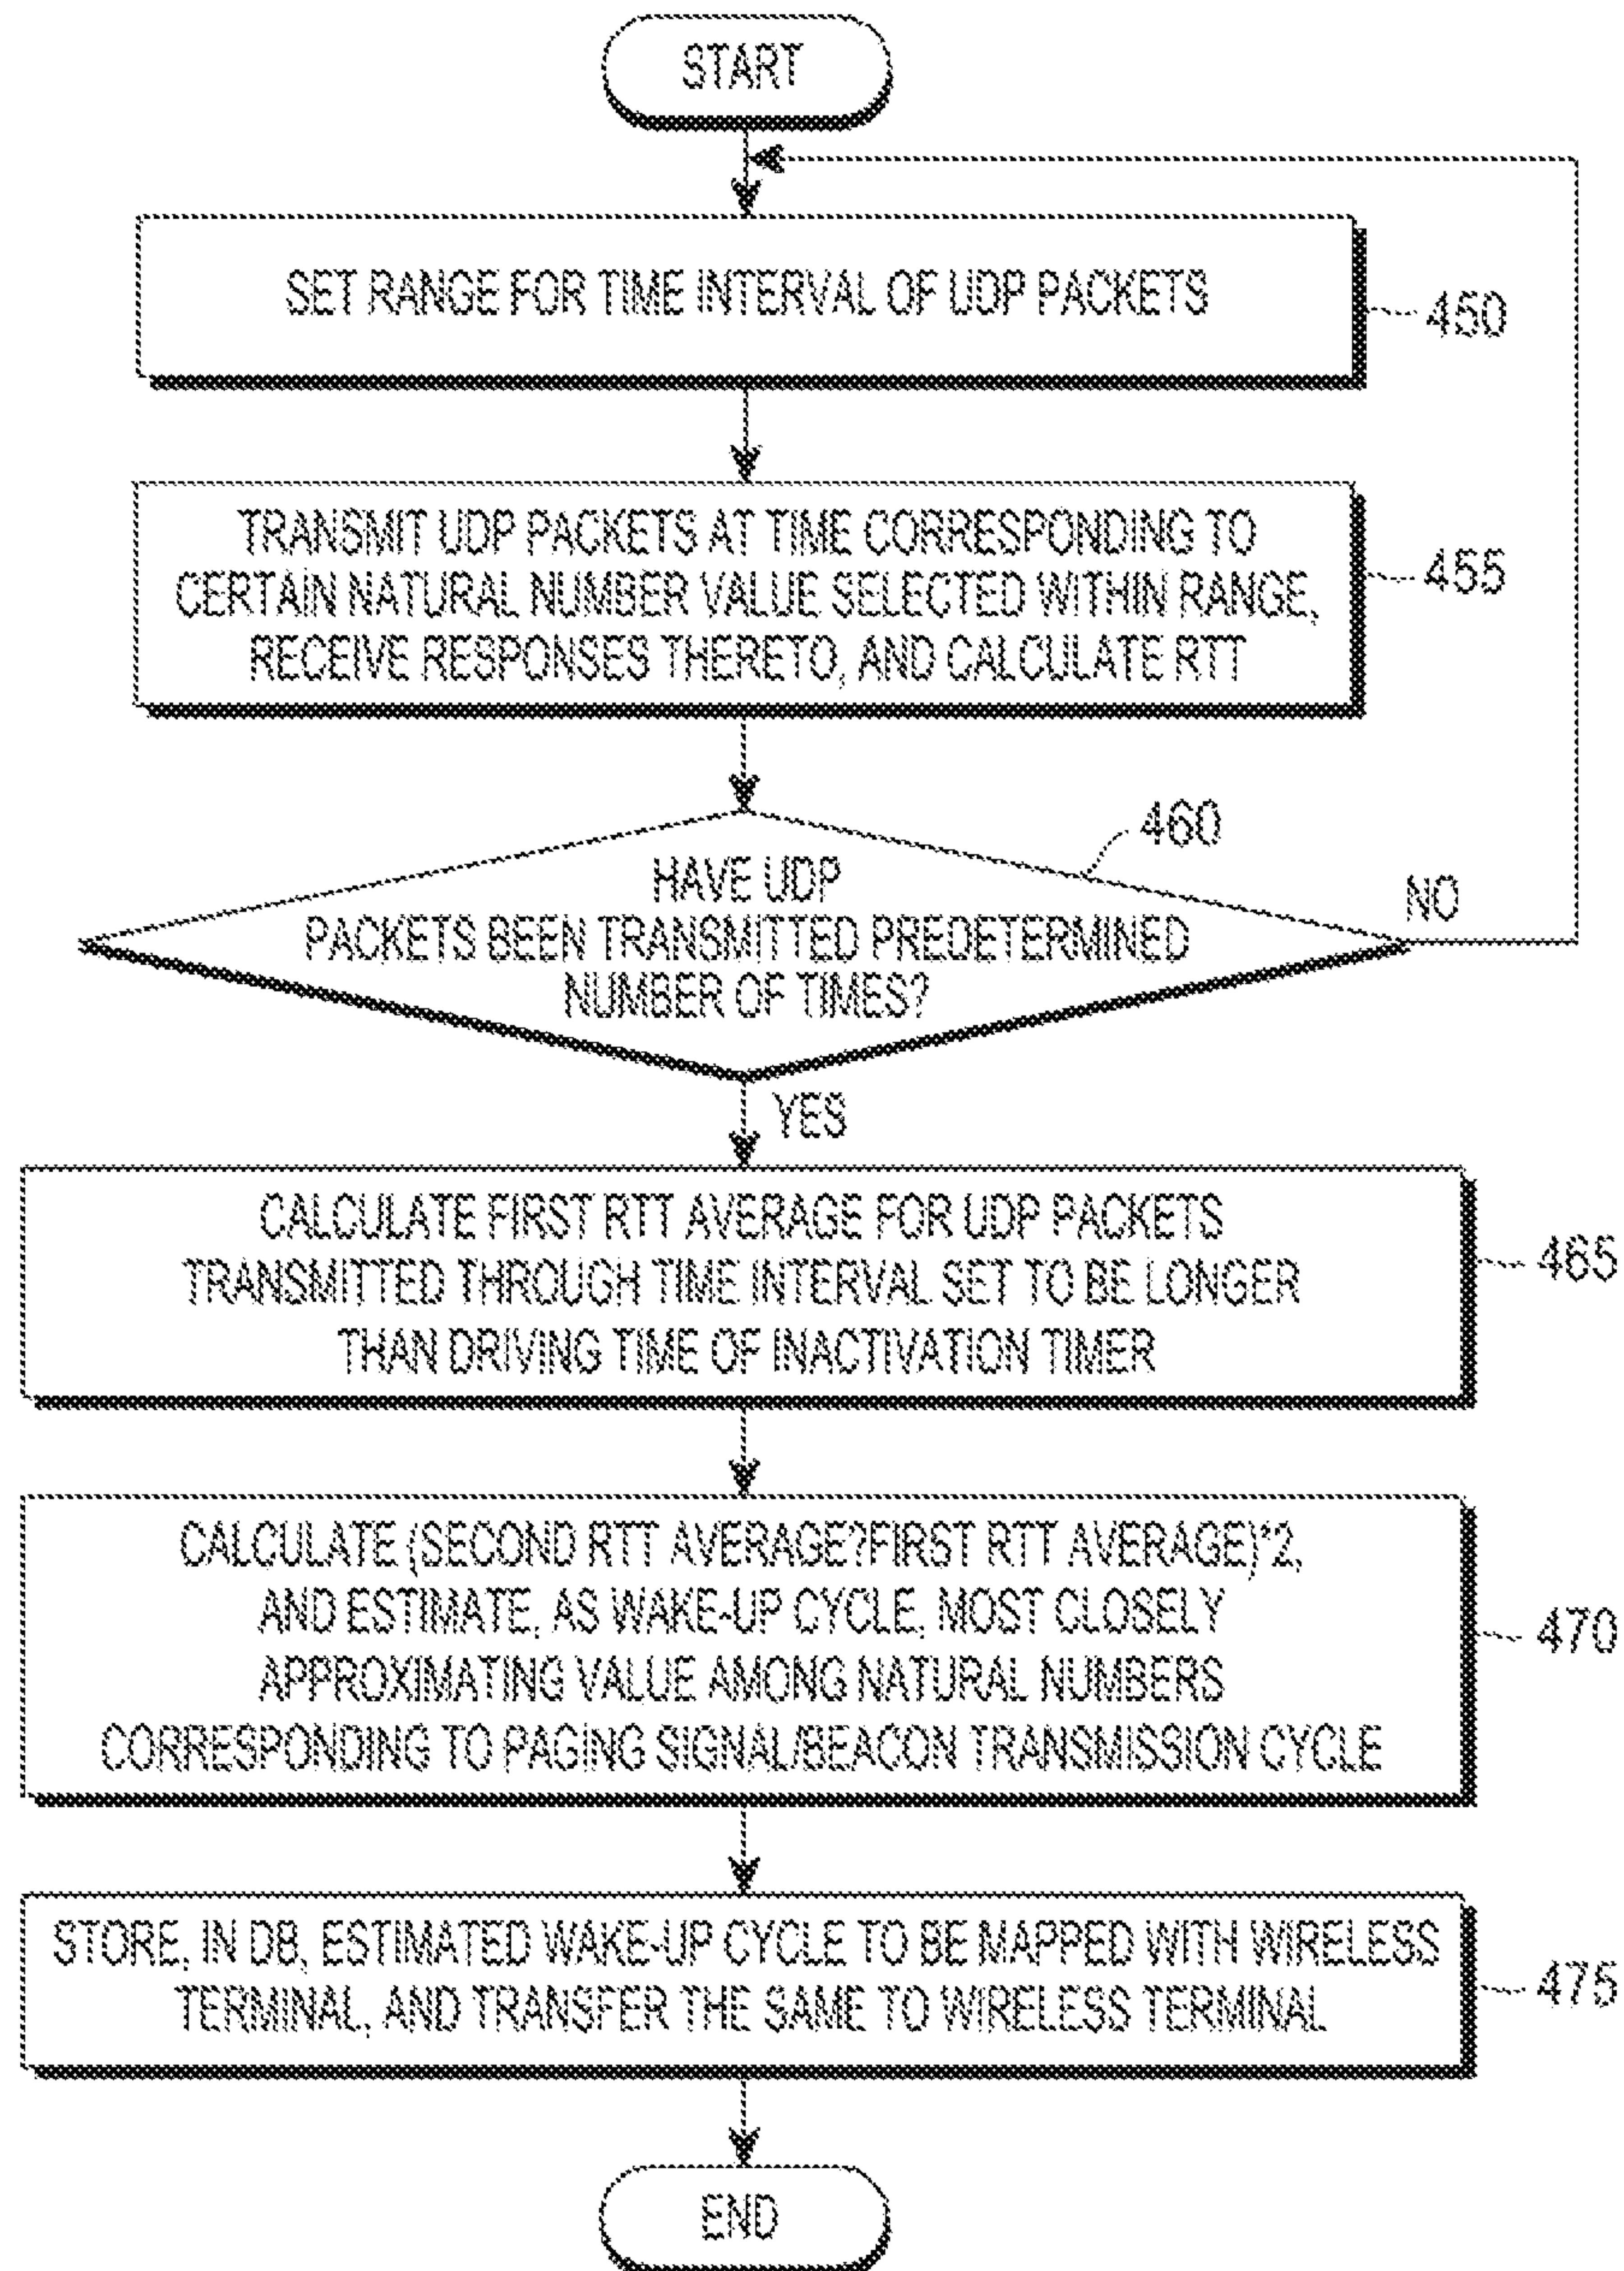 START
SET RANGE FOR TIME INTERVAL OF UDP PACKETS
450
TRANSMIT UDP PACKETS AT TIME CORRESPONDING TO
CERTAIN NATURAL NUMBER VALUE SELECTED WITHIN RANGE,
RECEIVE RESPONSES THERETO, AND CALCULATE RTT
455
460
HAVE UDP
PACKETS BEEN TRANSMITTED PREDETERMINED
NUMBER OF TIMES?
NO
YES
CALCULATE FIRST RTT AVERAGE FOR UDP PACKETS
TRANSMITTED THROUGH TIME INTERVAL SET TO BE LONGER
THAN DRIVING TIME OF INACTIVATION TIMER
465
CALCULATE (SECOND RTT AVERAGE?FIRST RTT AVERAGE)*2,
AND ESTIMATE, AS WAKE-UP CYCLE, MOST CLOSELY
APPROXIMATING VALUE AMONG NATURAL NUMBERS
CORRESPONDING TO PAGING SIGNAL/BEACON TRANSMISSION CYCLE
470
STORE, IN DB, ESTIMATED WAKE-UP CYCLE TO BE MAPPED WITH WIRELESS
TERMINAL, AND TRANSFER THE SAME TO WIRELESS TERMINAL
475
END